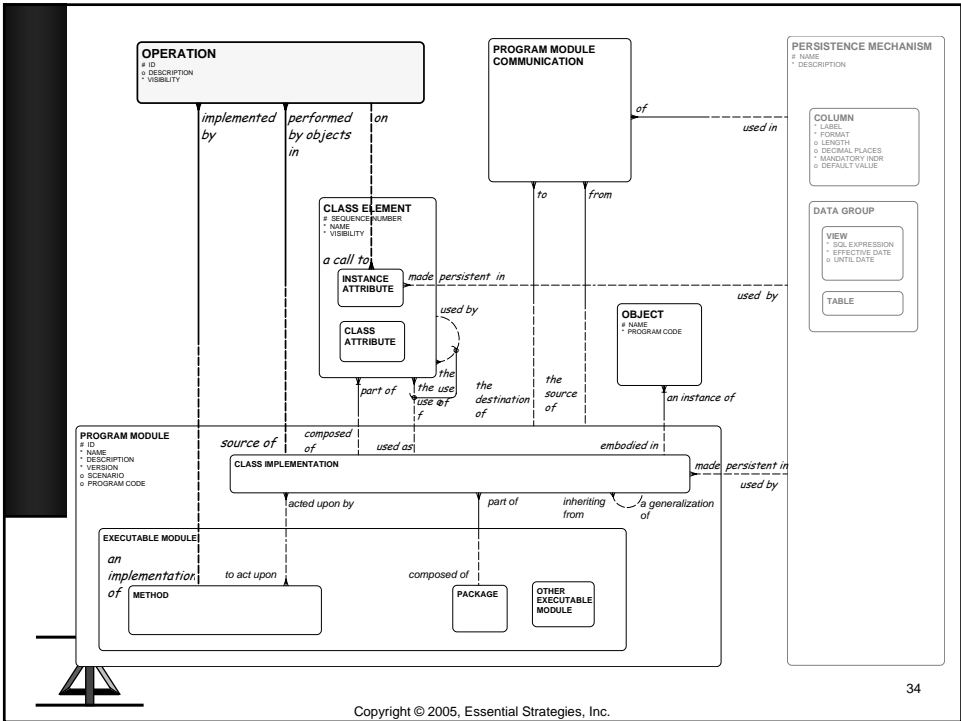 OPERATION
# ID
o DESCRIPTION
* VISIBILITY
PROGRAM MODULE
COMMUNICATION
PERSISTENCE MECHANISM
# NAME
* DESCRIPTION
COLUMN
* LABEL
* FORMAT
o LENGTH
o DECIMAL PLACES
* MANDATORY INDR
o DEFAULT VALUE
DATA GROUP
VIEW
* SQL EXPRESSION
* EFFECTIVE DATE
o UNTIL DATE
TABLE
implemented
by
performed
by objects
in
on
of
used in
to
from
CLASS ELEMENT
# SEQUENCE NUMBER
* NAME
* VISIBILITY
a call to
INSTANCE
ATTRIBUTE
CLASS
ATTRIBUTE
made persistent in
used by
used by
OBJECT
# NAME
* PROGRAM CODE
part of
the
use
of
the
use o
f
the
destination
of
the
source
of
an instance of
PROGRAM MODULE
# ID
* NAME
* DESCRIPTION
* VERSION
o SCENARIO
o PROGRAM CODE
source of
composed
of
used as
embodied in
CLASS IMPLEMENTATION
made persistent in
used by
acted upon by
part of
inheriting
from
a generalization
of
EXECUTABLE MODULE
an
implementation
of
to act upon
composed of
METHOD
PACKAGE
OTHER
EXECUTABLE
MODULE
34
Copyright © 2005, Essential Strategies, Inc.